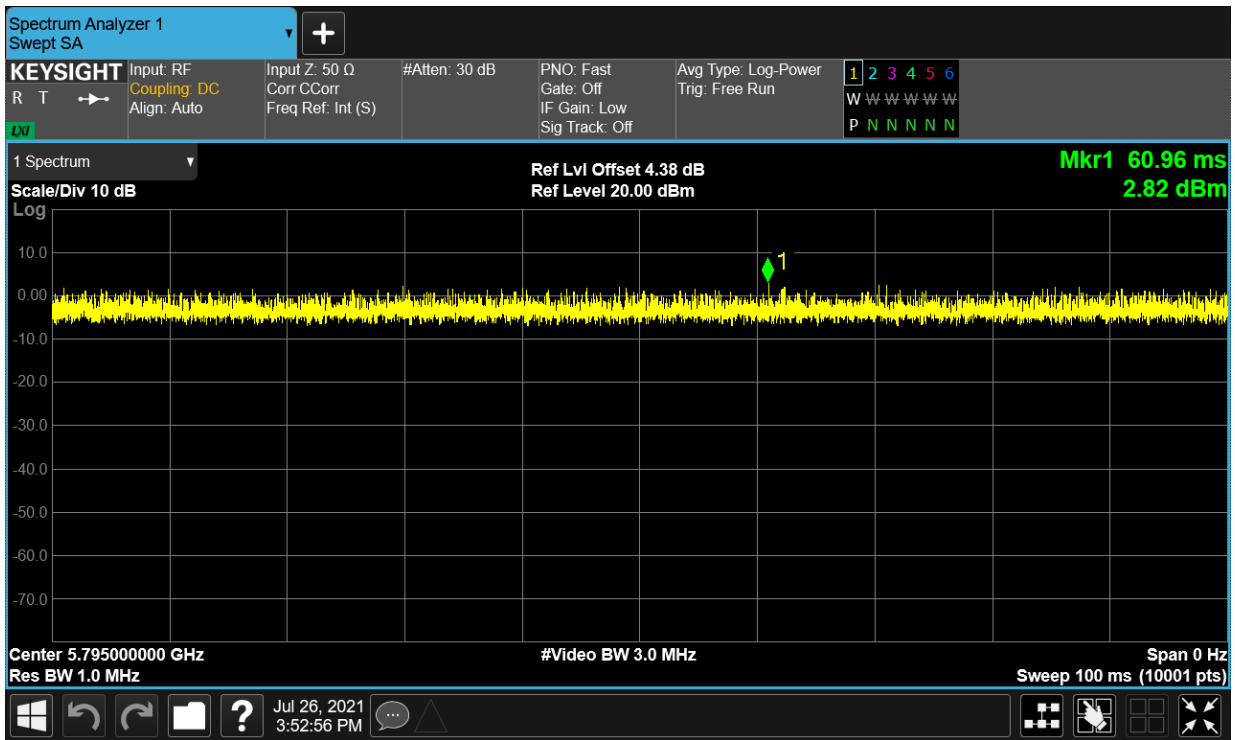 Spectrum Analyzer 1
Swept SA
KEYSIGHT
R T
LXI
Input: RF
Coupling: DC
Align: Auto
Input Z: 50 Ω
Corr CCorr
Freq Ref: Int (S)
#Atten: 30 dB
PNO: Fast
Gate: Off
IF Gain: Low
Sig Track: Off
Avg Type: Log-Power
Trig: Free Run
1 2 3 4 5 6
W W W W W W
P N N N N N
1 Spectrum
Scale/Div 10 dB
Log
Ref Lvl Offset 4.38 dB
Ref Level 20.00 dBm
Mkr1 60.96 ms
2.82 dBm
1
10.0
0.00
-10.0
-20.0
-30.0
-40.0
-50.0
-60.0
-70.0
Center 5.795000000 GHz
Res BW 1.0 MHz
#Video BW 3.0 MHz
Span 0 Hz
Sweep 100 ms (10001 pts)
?
Jul 26, 2021
3:52:56 PM